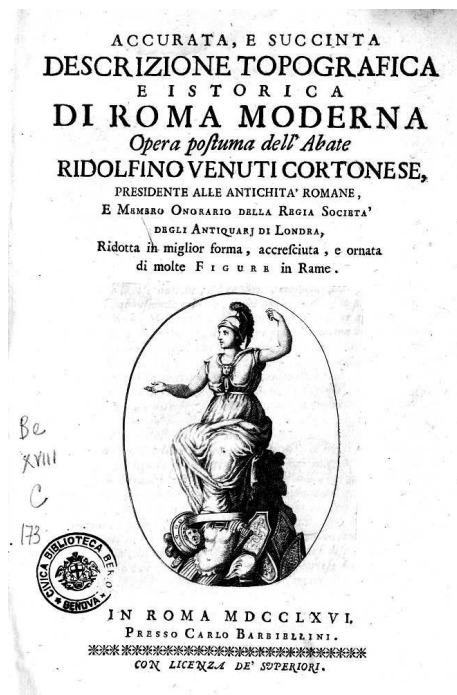 ACCURATA, E SUCCINTA
DESCRIZIONE TOPOGRAFICA
E ISTORICA
DI ROMA MODERNA
Opera poſtuma dell'Abate
RIDOLFINO VENUTI CORTONESE,
PRESIDENTE ALLE ANTICHITA' ROMANE,
E MEMBRO ONORARIO DELLA REGIA SOCIETA'
DEGLI ANTIQUARJ DI LONDRA,
Ridotta in miglior forma, accreſciuta, e ornata
di molte FIGURE in Rame.
Be
XVIII
C
173
CIVICA BIBLIOTECA BERIO
* GENOVA *
IN ROMA MDCCLXVI.
PRESSO CARLO BARBIELLINI.
CON LICENZA DE' SUPERIORI.